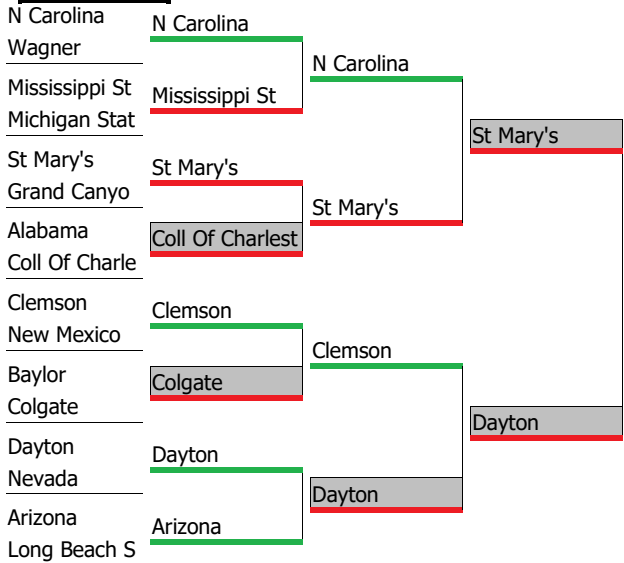 N Carolina
Wagner
Mississippi St
Michigan Stat
St Mary's
Grand Canyo
Alabama
Coll Of Charle
Clemson
New Mexico
Baylor
Colgate
Dayton
Nevada
Arizona
Long Beach S
N Carolina
Mississippi St
St Mary's
Coll Of Charlest
Clemson
Colgate
Dayton
Arizona
N Carolina
St Mary's
Clemson
Dayton
St Mary's
Dayton